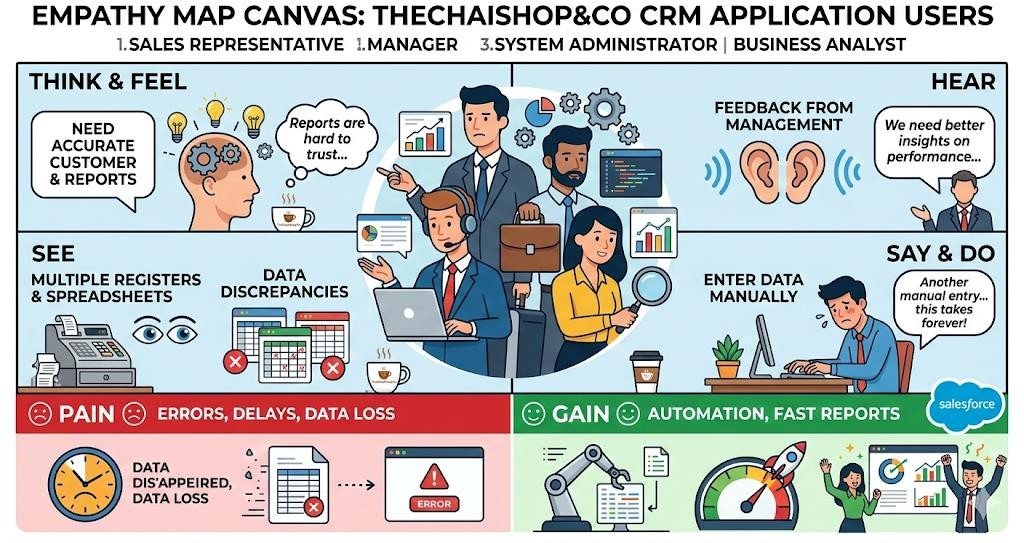 EMPATHY MAP CANVAS: THECHAISHOP&CO CRM APPLICATION USERS
1.SALES REPRESENTATIVE 1.MANAGER 3.SYSTEM ADMINISTRATOR | BUSINESS ANALYST
THINK & FEEL
NEED
ACCURATE
CUSTOMER
& REPORTS
Reports are
hard to
trust...
HEAR
FEEDBACK FROM
MANAGEMENT
We need better
insights on
performance...
SEE
MULTIPLE REGISTERS
& SPREADSHEETS
DATA
DISCREPANCIES
SAY & DO
ENTER DATA
MANUALLY
Another
manual entry...
this takes
forever!
PAIN
ERRORS, DELAYS, DATA LOSS
GAIN
AUTOMATION, FAST REPORTS
salesforce
DATA
DIS'APPEIRED,
DATA LOSS
ERROR